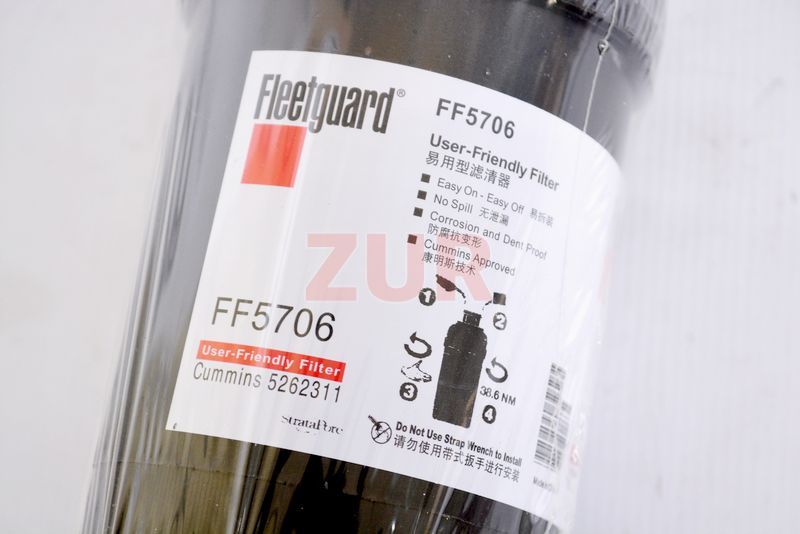 Fleetguard®
FF5706
User-Friendly Filter
易用型滤清器
Easy On - Easy Off 易拆装
No Spill 无泄漏
Corrosion and Dent Proof
防腐抗变形
Cummins Approved
康明斯技术
ZUR
1
2
3
38.6 NM
4
FF5706
User-Friendly Filter
Cummins 5262311
StrataPore
Do Not Use Strap Wrench to Install
请勿使用带式扳手进行安装